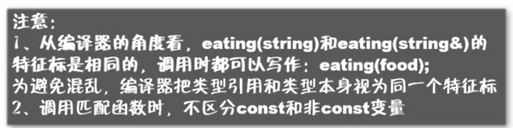 注意：
1、从编译器的角度看，eating(string)和eating(string&)的
特征标是相同的，调用时都可以写作：eating(food);
为避免混乱，编译器把类型引用和类型本身视为同一个特征标
2、调用匹配函数时，不区分const和非const变量